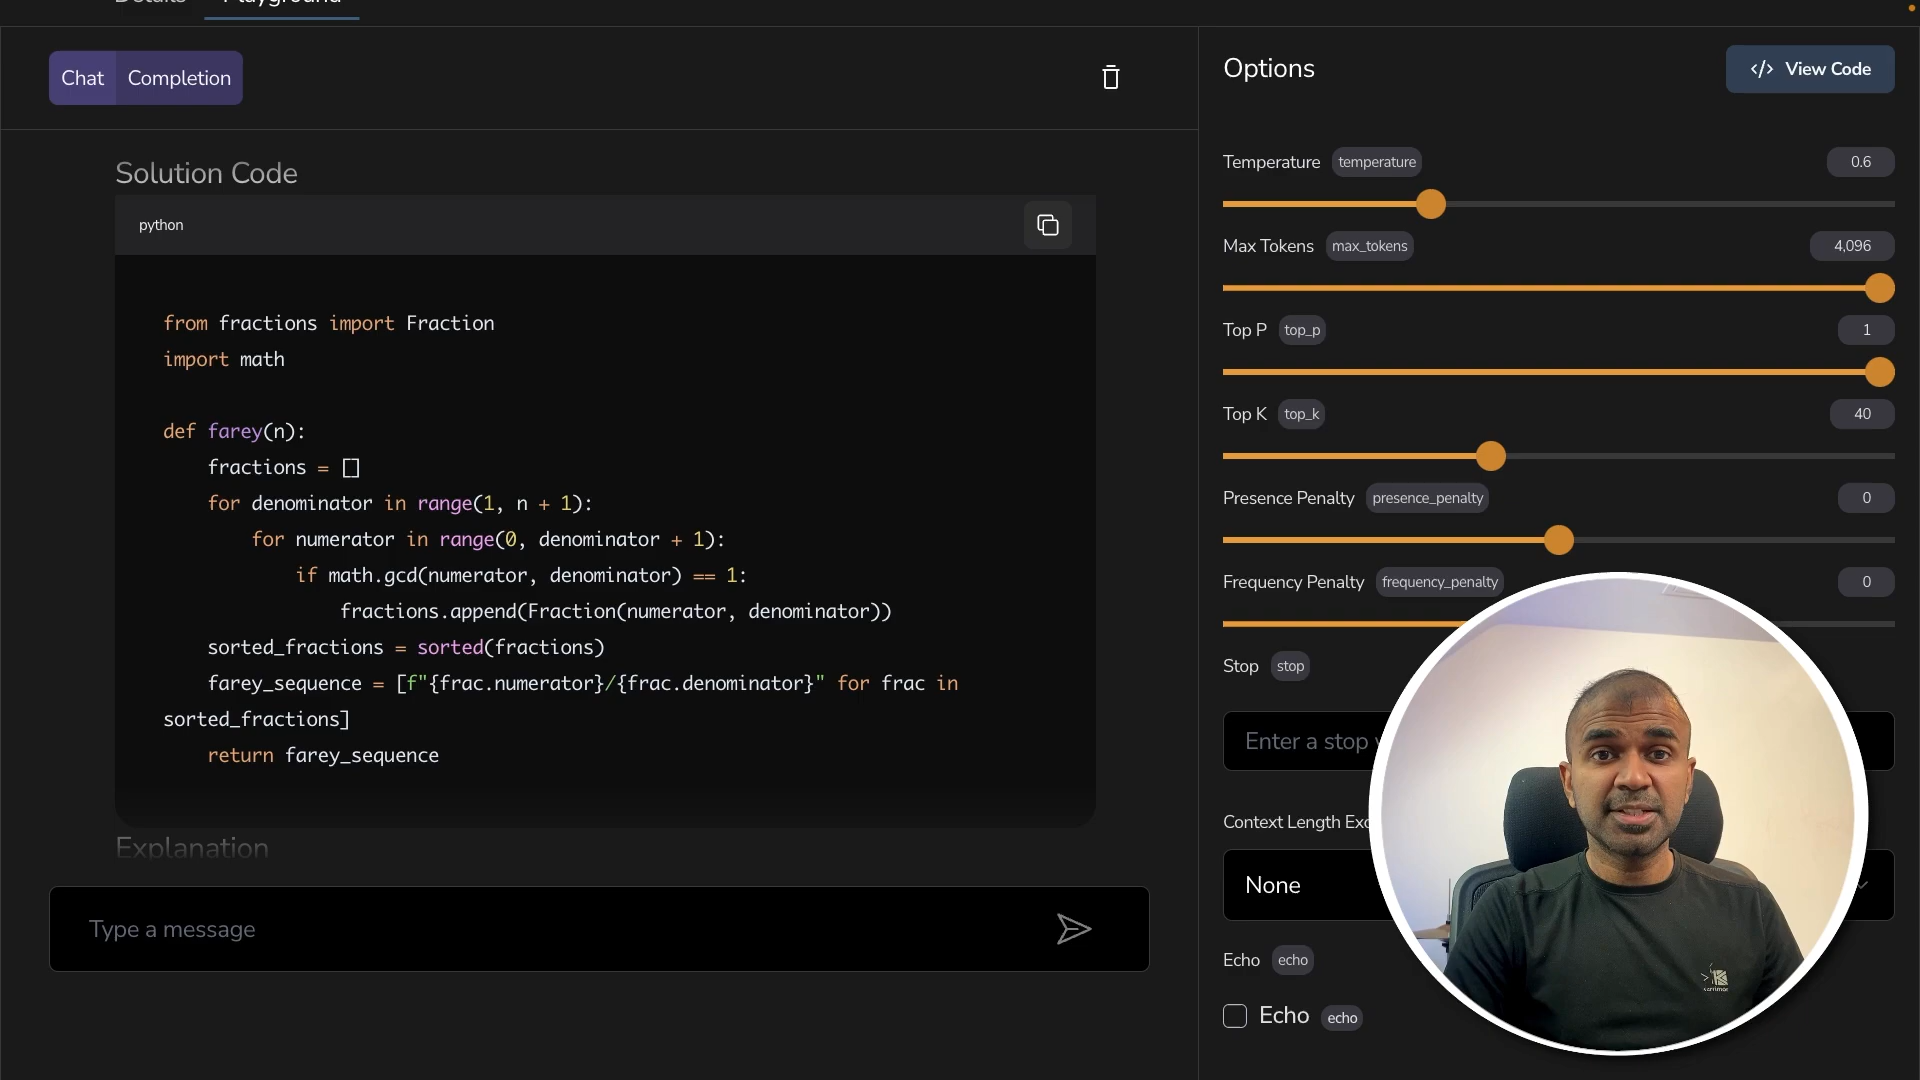 Details Playground
Chat Completion
Solution Code
python
from fractions import Fraction
import math
def farey(n):
    fractions = []
    for denominator in range(1, n + 1):
        for numerator in range(0, denominator + 1):
            if math.gcd(numerator, denominator) == 1:
                fractions.append(Fraction(numerator, denominator))
    sorted_fractions = sorted(fractions)
    farey_sequence = [f"{frac.numerator}/{frac.denominator}" for frac in
sorted_fractions]
    return farey_sequence
Explanation
Type a message
Options
</> View Code
Temperature temperature 0.6
Max Tokens max_tokens 4,096
Top P top_p 1
Top K top_k 40
Presence Penalty presence_penalty 0
Frequency Penalty frequency_penalty 0
Stop stop
Enter a stop
Context Length Exc
None
Echo echo
Echo echo